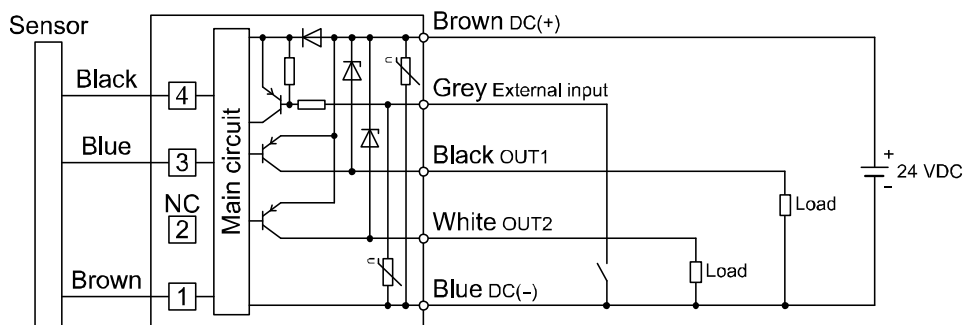 Sensor
Black
4
Blue
3
NC
2
Brown
1
Main circuit
U
U
Brown DC(+)
Grey External input
Black OUT1
White OUT2
Blue DC(−)
Load
Load
+
−
24 VDC